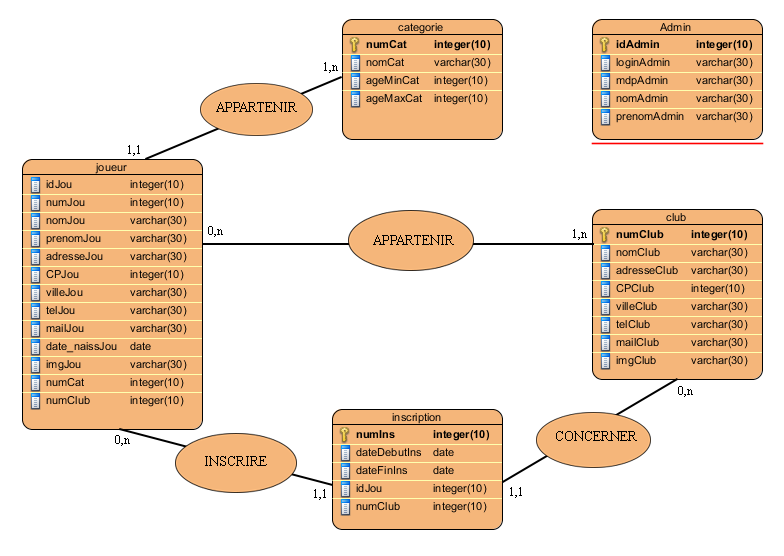 categorie
numCat integer(10)
nomCat varchar(30)
ageMinCat integer(10)
ageMaxCat integer(10)
Admin
idAdmin integer(10)
loginAdmin varchar(30)
mdpAdmin varchar(30)
nomAdmin varchar(30)
prenomAdmin varchar(30)
1,n
APPARTENIR
1,1
joueur
idJou integer(10)
numJou integer(10)
nomJou varchar(30)
prenomJou varchar(30)
adresseJou varchar(30)
CPJou integer(10)
villeJou varchar(30)
telJou varchar(30)
mailJou varchar(30)
date_naissJou date
imgJou varchar(30)
numCat integer(10)
numClub integer(10)
0,n
APPARTENIR
1,n
club
numClub integer(10)
nomClub varchar(30)
adresseClub varchar(30)
CPClub integer(10)
villeClub varchar(30)
telClub varchar(30)
mailClub varchar(30)
imgClub varchar(30)
0,n
INSCRIRE
1,1
inscription
numIns integer(10)
dateDebutIns date
dateFinIns date
idJou integer(10)
numClub integer(10)
1,1
CONCERNER
0,n